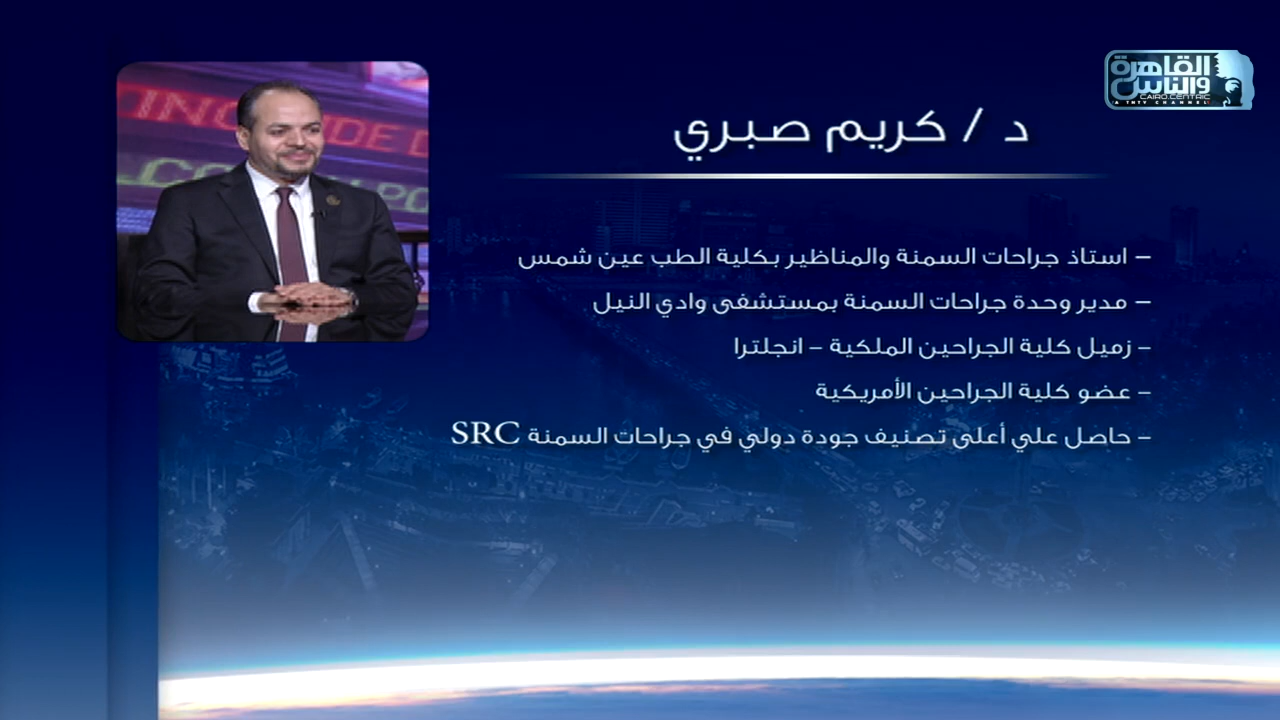 القاهرة
والناس
CAIRO.CENTRIC
A TNTV CHANNEL
د / كريم صبري
– استاذ جراحات السمنة والمناظير بكلية الطب عين شمس
– مدير وحدة جراحات السمنة بمستشفى وادي النيل
– زميل كلية الجراحين الملكية – انجلترا
– عضو كلية الجراحين الأمريكية
– حاصل علي أعلى تصنيف جودة دولي في جراحات السمنة SRC